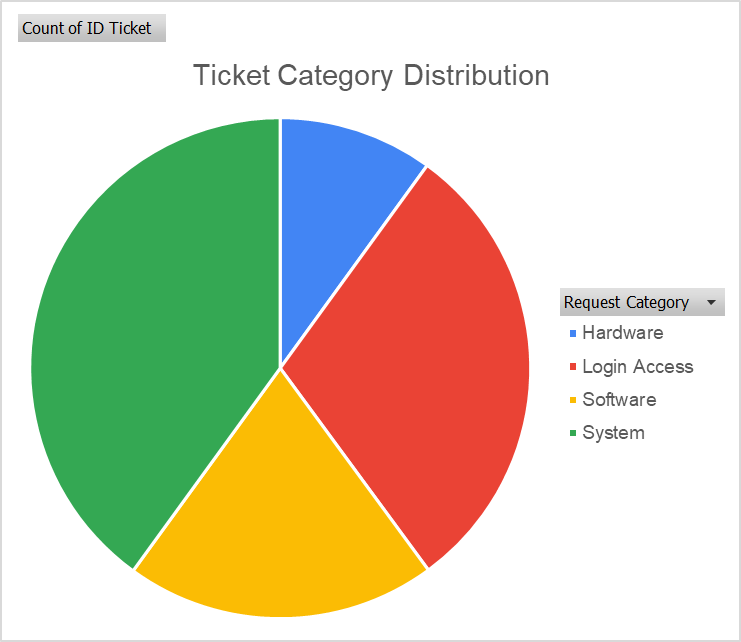 Count of ID Ticket
Ticket Category Distribution
Request Category
Hardware
Login Access
Software
System